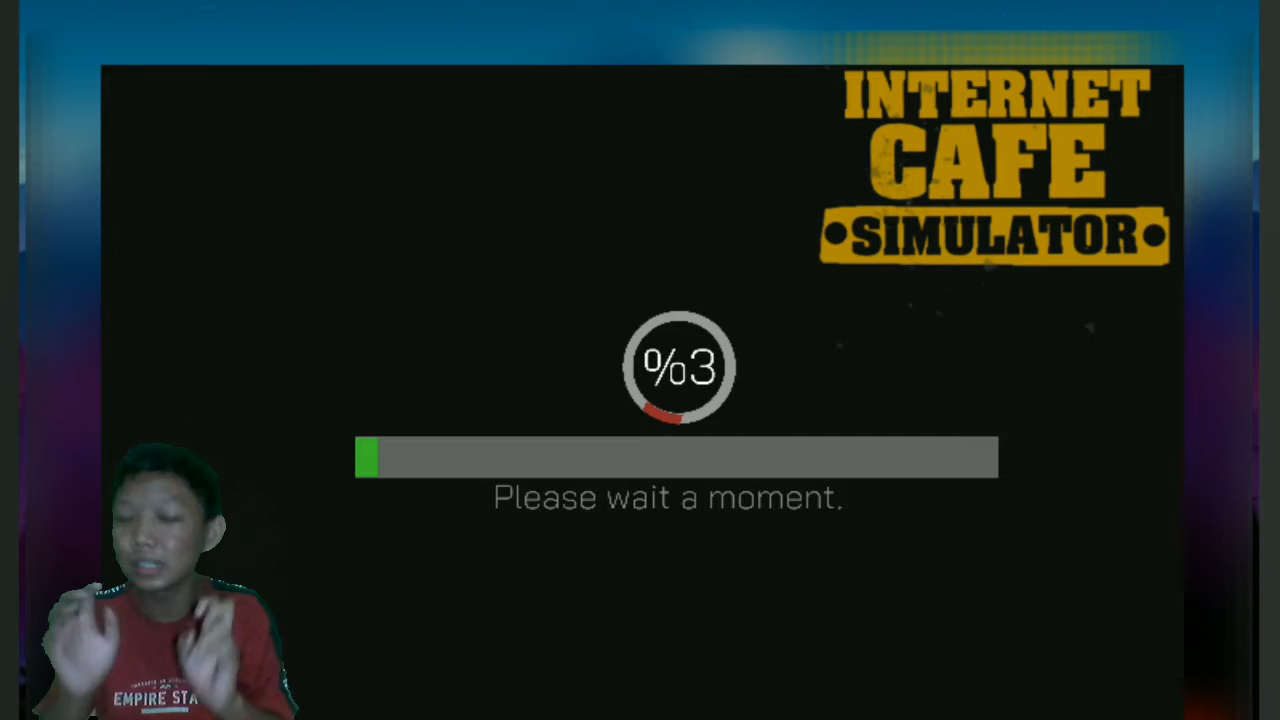 INTERNET
CAFE
SIMULATOR
%3
Please wait a moment.
EMPIRE STA